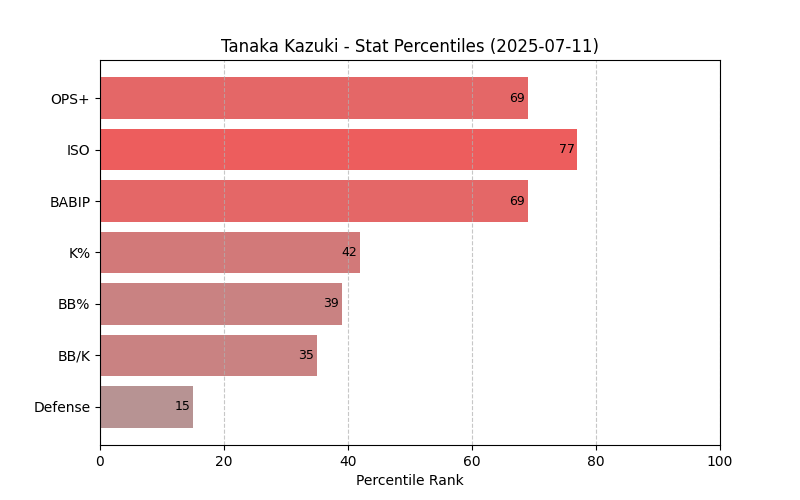 Tanaka Kazuki - Stat Percentiles (2025-07-11)
OPS+ 69
ISO 77
BABIP 69
K% 42
BB% 39
BB/K 35
Defense 15
0 20 40 60 80 100
Percentile Rank